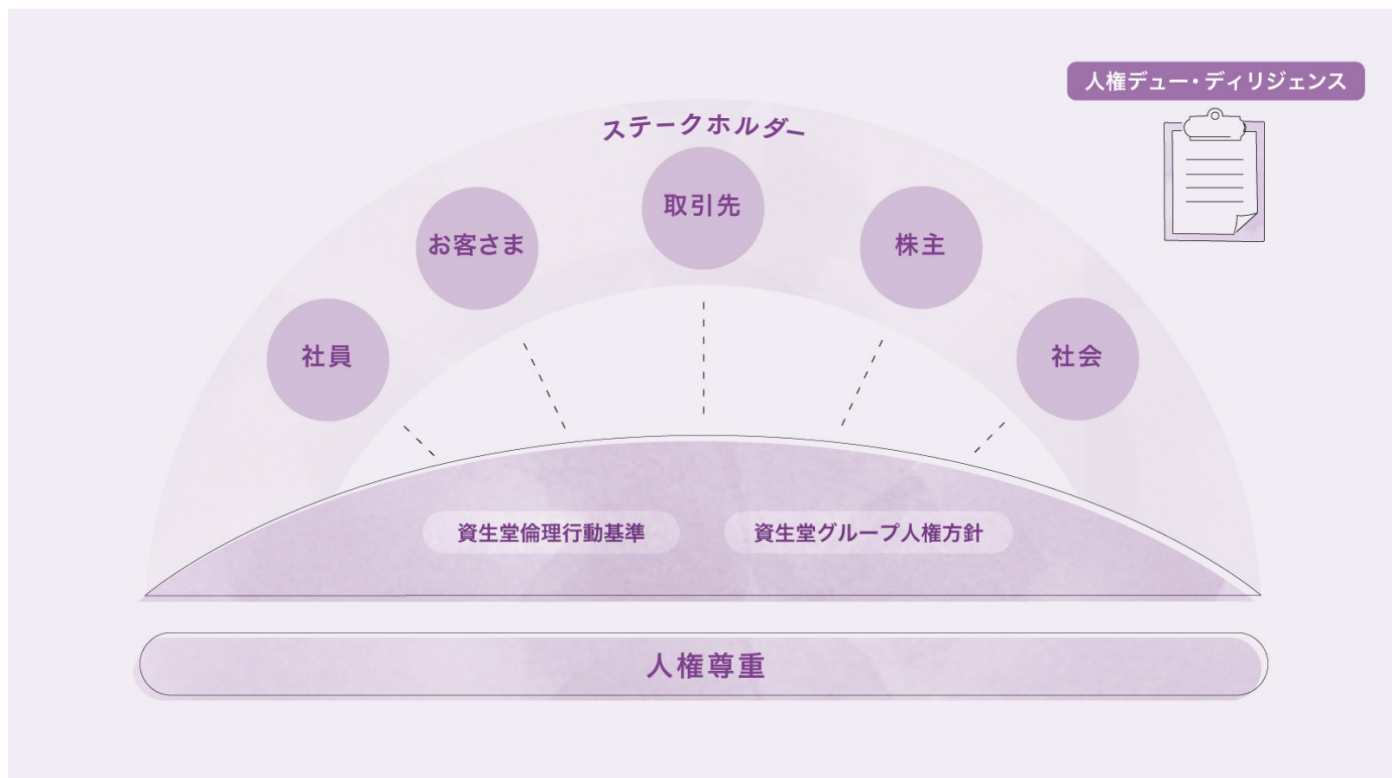 人権デュー・ディリジェンス
ステークホルダー
社員
お客さま
取引先
株主
社会
資生堂倫理行動基準
資生堂グループ人権方針
人権尊重